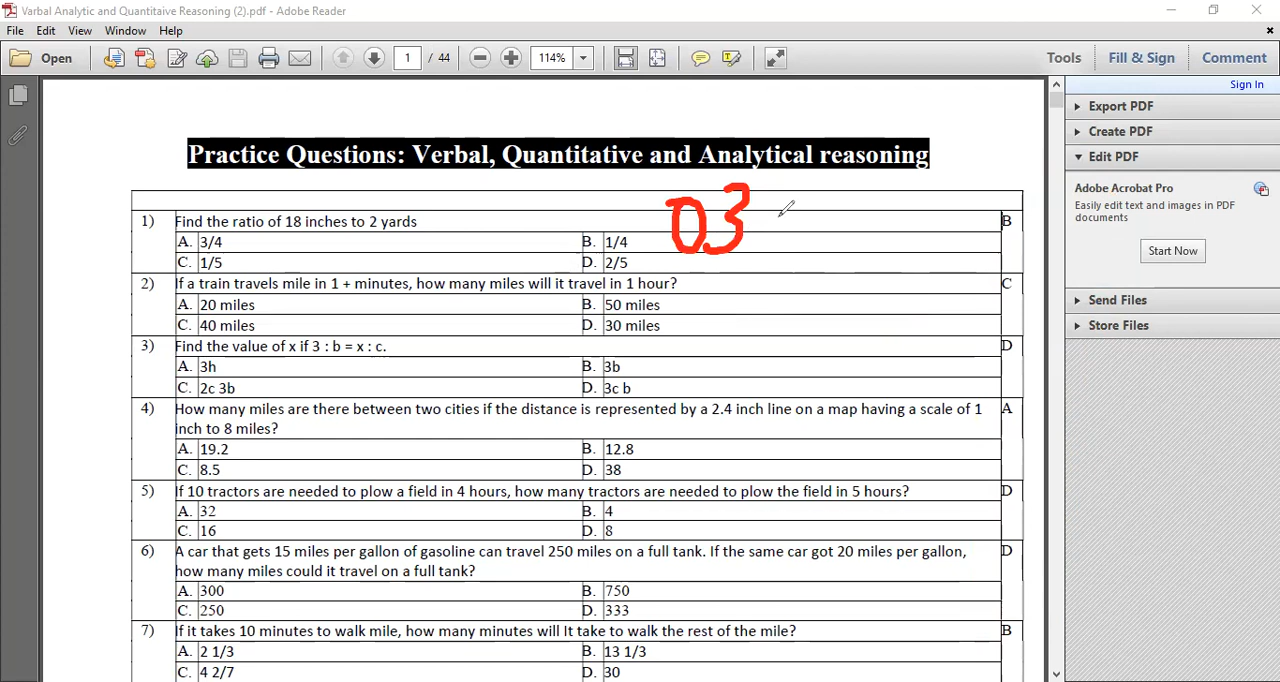 Varbal Analytic and Quantitaive Reasoning (2).pdf - Adobe Reader
File Edit View Window Help
Open 1 / 44 114% Tools Fill & Sign Comment
Sign In
Export PDF
Create PDF
Edit PDF
Adobe Acrobat Pro
Easily edit text and images in PDF
documents
Start Now
Send Files
Store Files
Practice Questions: Verbal, Quantitative and Analytical reasoning
03
1) Find the ratio of 18 inches to 2 yards B
A. 3/4 B. 1/4
C. 1/5 D. 2/5
2) If a train travels mile in 1 + minutes, how many miles will it travel in 1 hour? C
A. 20 miles B. 50 miles
C. 40 miles D. 30 miles
3) Find the value of x if 3 : b = x : c. D
A. 3h B. 3b
C. 2c 3b D. 3c b
4) How many miles are there between two cities if the distance is represented by a 2.4 inch line on a map having a scale of 1 A
inch to 8 miles?
A. 19.2 B. 12.8
C. 8.5 D. 38
5) If 10 tractors are needed to plow a field in 4 hours, how many tractors are needed to plow the field in 5 hours? D
A. 32 B. 4
C. 16 D. 8
6) A car that gets 15 miles per gallon of gasoline can travel 250 miles on a full tank. If the same car got 20 miles per gallon, D
how many miles could it travel on a full tank?
A. 300 B. 750
C. 250 D. 333
7) If it takes 10 minutes to walk mile, how many minutes will It take to walk the rest of the mile? B
A. 2 1/3 B. 13 1/3
C. 4 2/7 D. 30